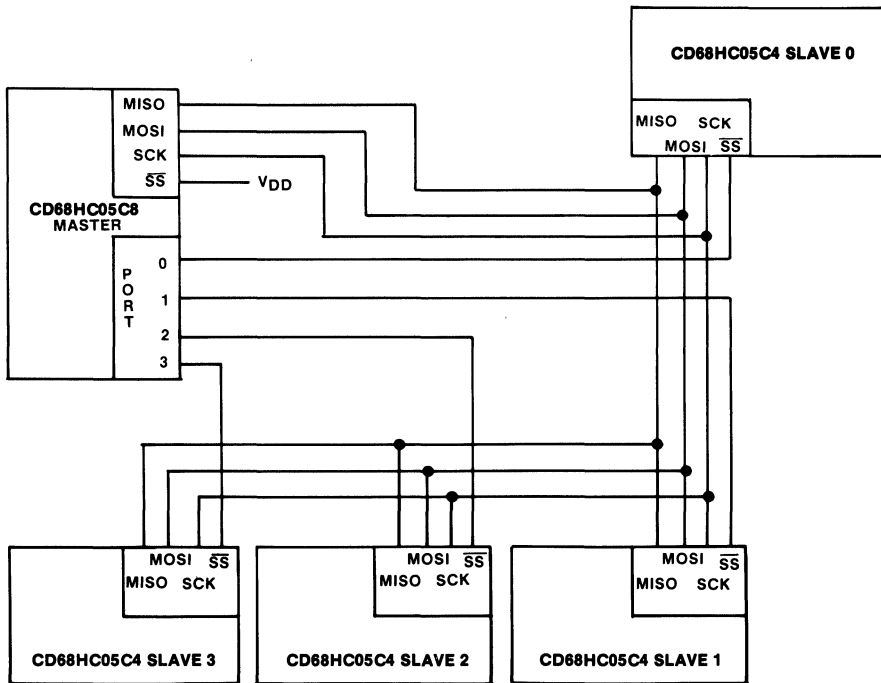 CD68HC05C4 SLAVE 0
MISO SCK
MOSI SS
MISO
MOSI
SCK
SS
VDD
CD68HC05C8
MASTER
PORT
0
1
2
3
MOSI SS
MISO SCK
CD68HC05C4 SLAVE 3
MOSI SS
MISO SCK
CD68HC05C4 SLAVE 2
MOSI SS
MISO SCK
CD68HC05C4 SLAVE 1